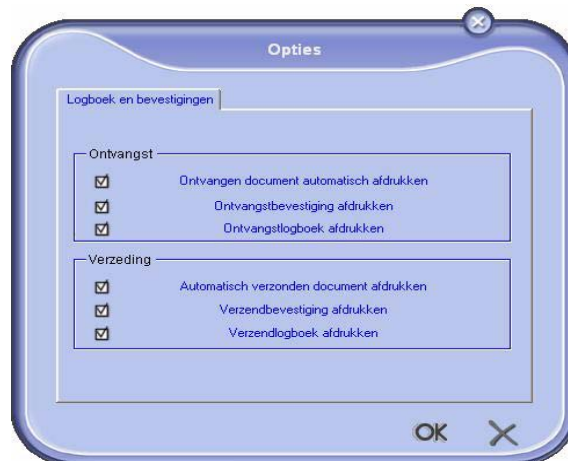 Opties
Logboek en bevestigingen
Ontvangst
Ontvangen document automatisch afdrukken
Ontvangstbevestiging afdrukken
Ontvangstlogboek afdrukken
Verzeding
Automatisch verzonden document afdrukken
Verzendbevestiging afdrukken
Verzendlogboek afdrukken
OK